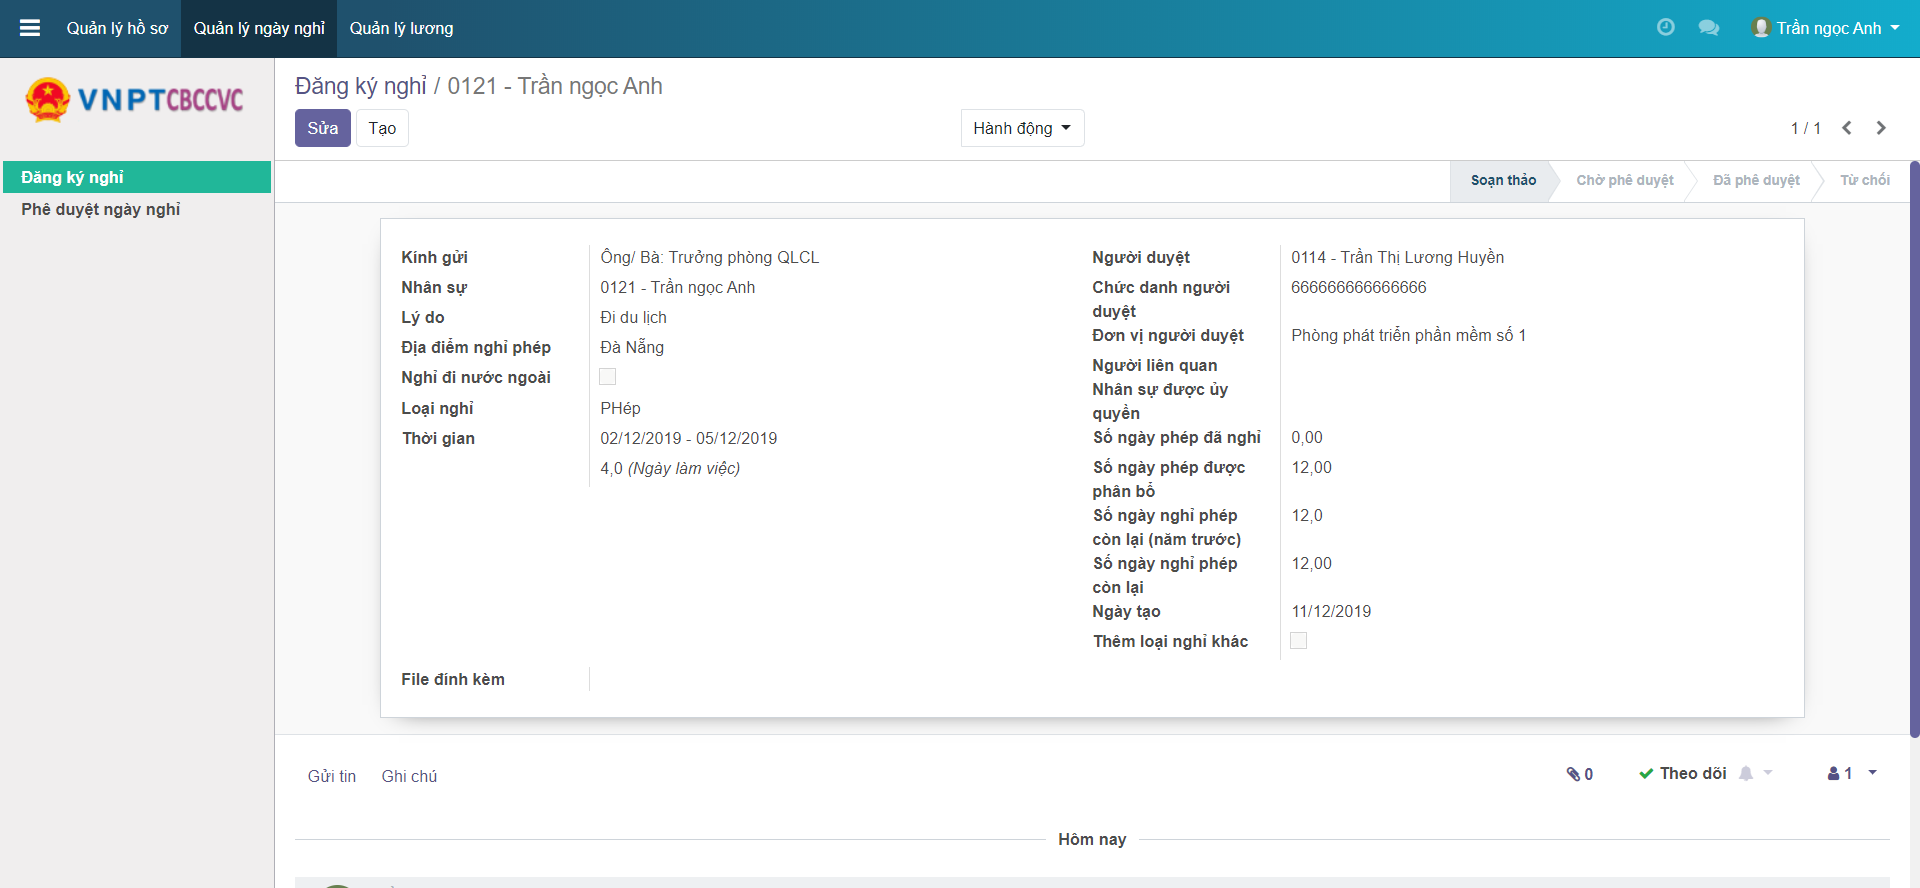 Quản lý hồ sơ
Quản lý ngày nghỉ
Quản lý lương
Trần ngọc Anh
VNPTCBCCVC
Đăng ký nghỉ
Phê duyệt ngày nghỉ
Đăng ký nghỉ / 0121 - Trần ngọc Anh
Sửa
Tạo
Hành động
1 / 1
Soạn thảo
Chờ phê duyệt
Đã phê duyệt
Từ chối
Kính gửi
Ông/ Bà: Trưởng phòng QLCL
Nhân sự
0121 - Trần ngọc Anh
Lý do
Đi du lịch
Địa điểm nghỉ phép
Đà Nẵng
Nghỉ đi nước ngoài
Loại nghỉ
PHép
Thời gian
02/12/2019 - 05/12/2019
4,0 (Ngày làm việc)
Người duyệt
0114 - Trần Thị Lương Huyền
Chức danh người
duyệt
666666666666666
Đơn vị người duyệt
Phòng phát triển phần mềm số 1
Người liên quan
Nhân sự được ủy
quyền
Số ngày phép đã nghỉ
0,00
Số ngày phép được
phân bổ
12,00
Số ngày nghỉ phép
còn lại (năm trước)
12,0
Số ngày nghỉ phép
còn lại
12,00
Ngày tạo
11/12/2019
Thêm loại nghỉ khác
File đính kèm
Gửi tin
Ghi chú
0
Theo dõi
1
Hôm nay